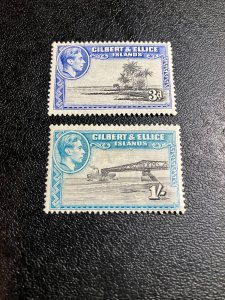 GILBERT & ELLICE
ISLANDS
3D
GILBERT & ELLICE
ISLANDS
1/-